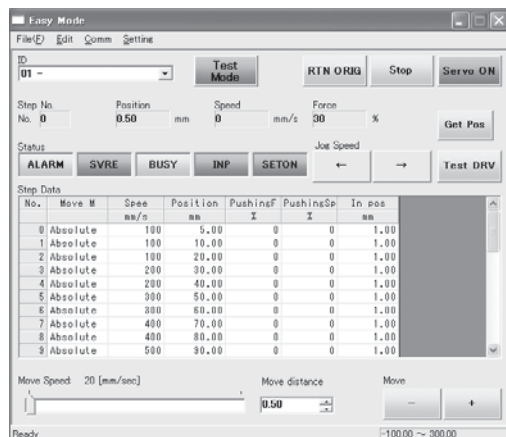 Easy Mode
File(F) Edit Comm Setting
ID
01 -
Test Mode
RTN ORIG Stop Servo ON
Step No. Position Speed Force
No. 0 0.50 mm 0 mm/s 30 %
Get Pos
Status Jog Speed
ALARM SVRE BUSY INP SETON ← → Test DRV
Step Data
No. Move M Spee Position PushingF PushingSp In pos
mm/s mm % % mm
0 Absolute 100 5.00 0 0 1.00
1 Absolute 100 10.00 0 0 1.00
2 Absolute 100 20.00 0 0 1.00
3 Absolute 200 30.00 0 0 1.00
4 Absolute 200 40.00 0 0 1.00
5 Absolute 300 50.00 0 0 1.00
6 Absolute 300 60.00 0 0 1.00
7 Absolute 400 70.00 0 0 1.00
8 Absolute 400 80.00 0 0 1.00
9 Absolute 500 90.00 0 0 1.00
Move Speed: 20 [mm/sec] Move distance Move
0.50 - +
Ready -100.00 ~ 300.00